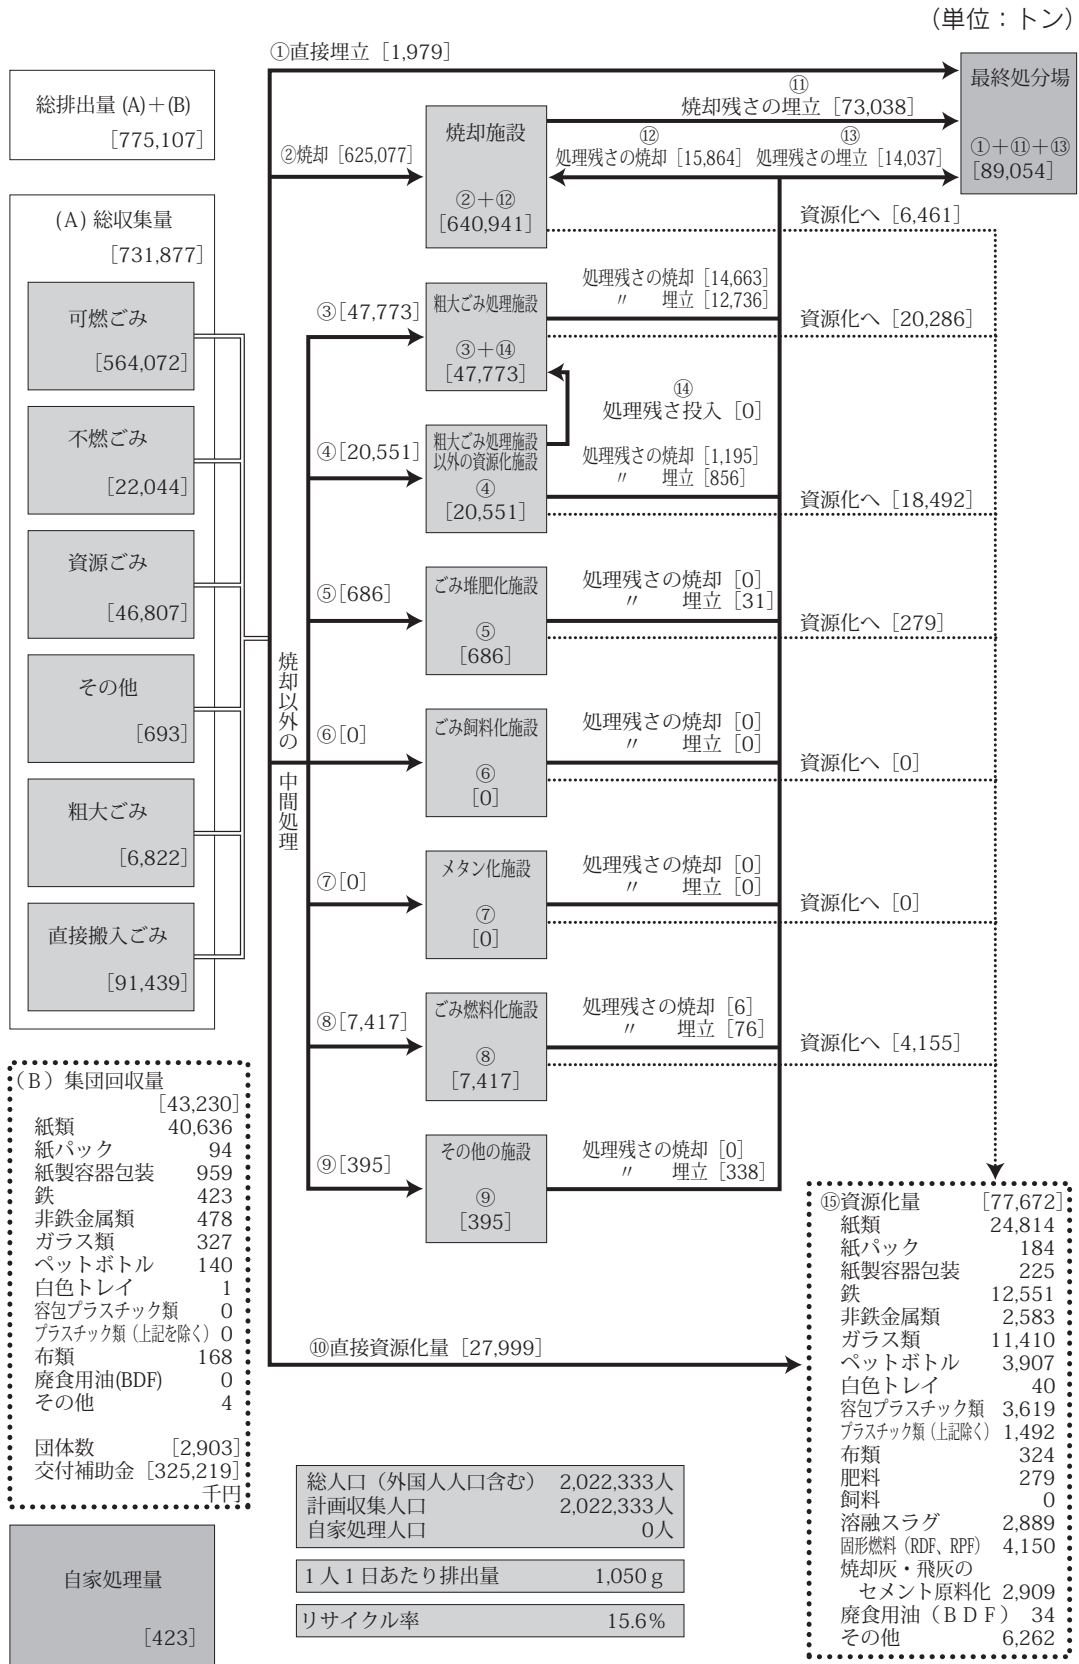 （単位：トン）
①直接埋立［1,979］
総排出量 (A)＋(B)
［775,107］
最終処分場
①＋⑪＋⑬
［89,054］
⑪
焼却残さの埋立［73,038］
焼却施設
②＋⑫
［640,941］
②焼却［625,077］
⑫
処理残さの焼却［15,864］
⑬
処理残さの埋立［14,037］
資源化へ［6,461］
（A）総収集量
［731,877］
可燃ごみ
［564,072］
不燃ごみ
［22,044］
資源ごみ
［46,807］
その他
［693］
粗大ごみ
［6,822］
直接搬入ごみ
［91,439］
焼却以外の
中間処理
③［47,773］
粗大ごみ処理施設
③＋⑭
［47,773］
処理残さの焼却［14,663］
〃　埋立［12,736］
資源化へ［20,286］
⑭
処理残さ投入［0］
④［20,551］
粗大ごみ処理施設
以外の資源化施設
④
［20,551］
処理残さの焼却［1,195］
〃　埋立［856］
資源化へ［18,492］
⑤［686］
ごみ堆肥化施設
⑤
［686］
処理残さの焼却［0］
〃　埋立［31］
資源化へ［279］
⑥［0］
ごみ飼料化施設
⑥
［0］
処理残さの焼却［0］
〃　埋立［0］
資源化へ［0］
⑦［0］
メタン化施設
⑦
［0］
処理残さの焼却［0］
〃　埋立［0］
資源化へ［0］
⑧［7,417］
ごみ燃料化施設
⑧
［7,417］
処理残さの焼却［6］
〃　埋立［76］
資源化へ［4,155］
⑨［395］
その他の施設
⑨
［395］
処理残さの焼却［0］
〃　埋立［338］
⑩直接資源化量［27,999］
（B）集団回収量
［43,230］
紙類 40,636
紙パック 94
紙製容器包装 959
鉄 423
非鉄金属類 478
ガラス類 327
ペットボトル 140
白色トレイ 1
容包プラスチック類 0
プラスチック類（上記を除く）0
布類 168
廃食用油(BDF) 0
その他 4
団体数 ［2,903］
交付補助金［325,219］
千円
自家処理量
［423］
総人口（外国人人口含む） 2,022,333人
計画収集人口 2,022,333人
自家処理人口 0人
１人１日あたり排出量 1,050ｇ
リサイクル率 15.6％
⑮資源化量 ［77,672］
紙類 24,814
紙パック 184
紙製容器包装 225
鉄 12,551
非鉄金属類 2,583
ガラス類 11,410
ペットボトル 3,907
白色トレイ 40
容包プラスチック類 3,619
プラスチック類（上記除く）1,492
布類 324
肥料 279
飼料 0
溶融スラグ 2,889
固形燃料（RDF、RPF） 4,150
焼却灰・飛灰の
セメント原料化 2,909
廃食用油（ＢＤＦ） 34
その他 6,262